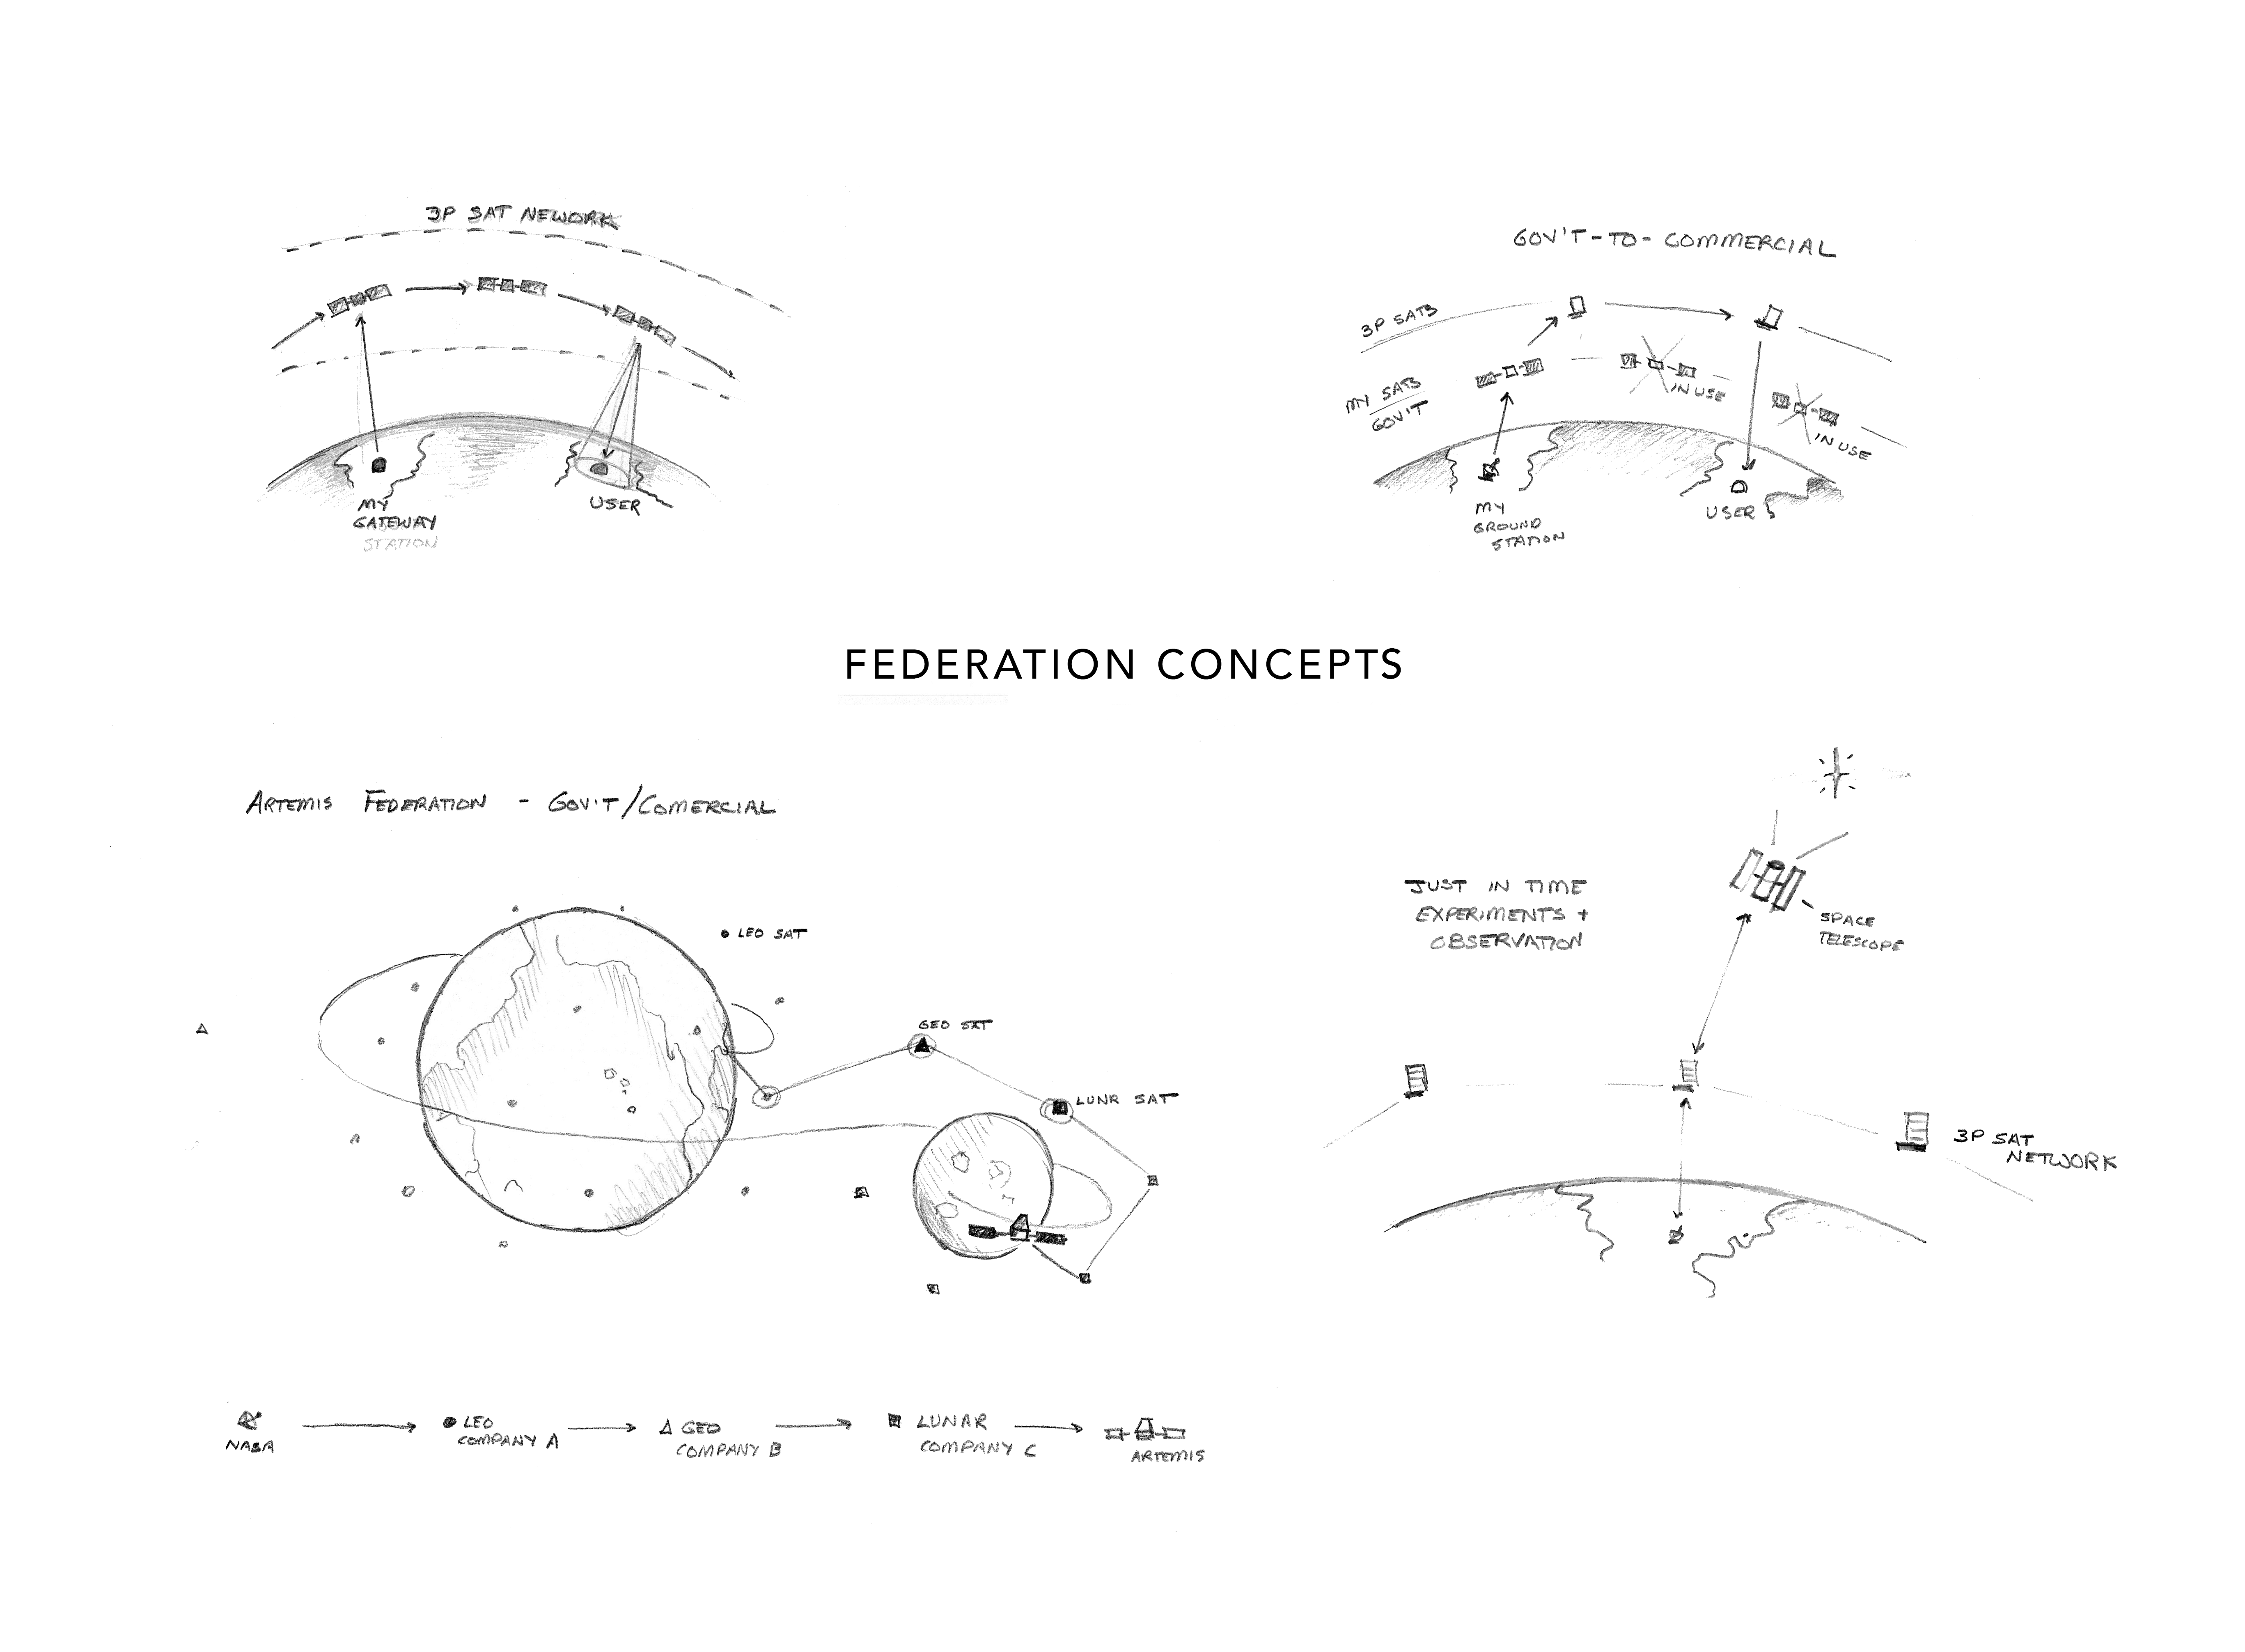 3P SAT NEWORK
MY
GATEWAY
STATION
USER
GOV'T-TO-COMMERCIAL
3P SATS
MY SATS
GOV'T
IN USE
IN USE
MY
GROUND
STATION
USER
FEDERATION CONCEPTS
ARTEMIS FEDERATION - GOV'T/COMERCIAL
LEO SAT
GEO SAT
LUNR SAT
NASA
LEO
COMPANY A
GEO
COMPANY B
LUNAR
COMPANY C
ARTEMIS
JUST IN TIME
EXPERIMENTS +
OBSERVATION
SPACE
TELESCOPE
3P SAT
NETWORK